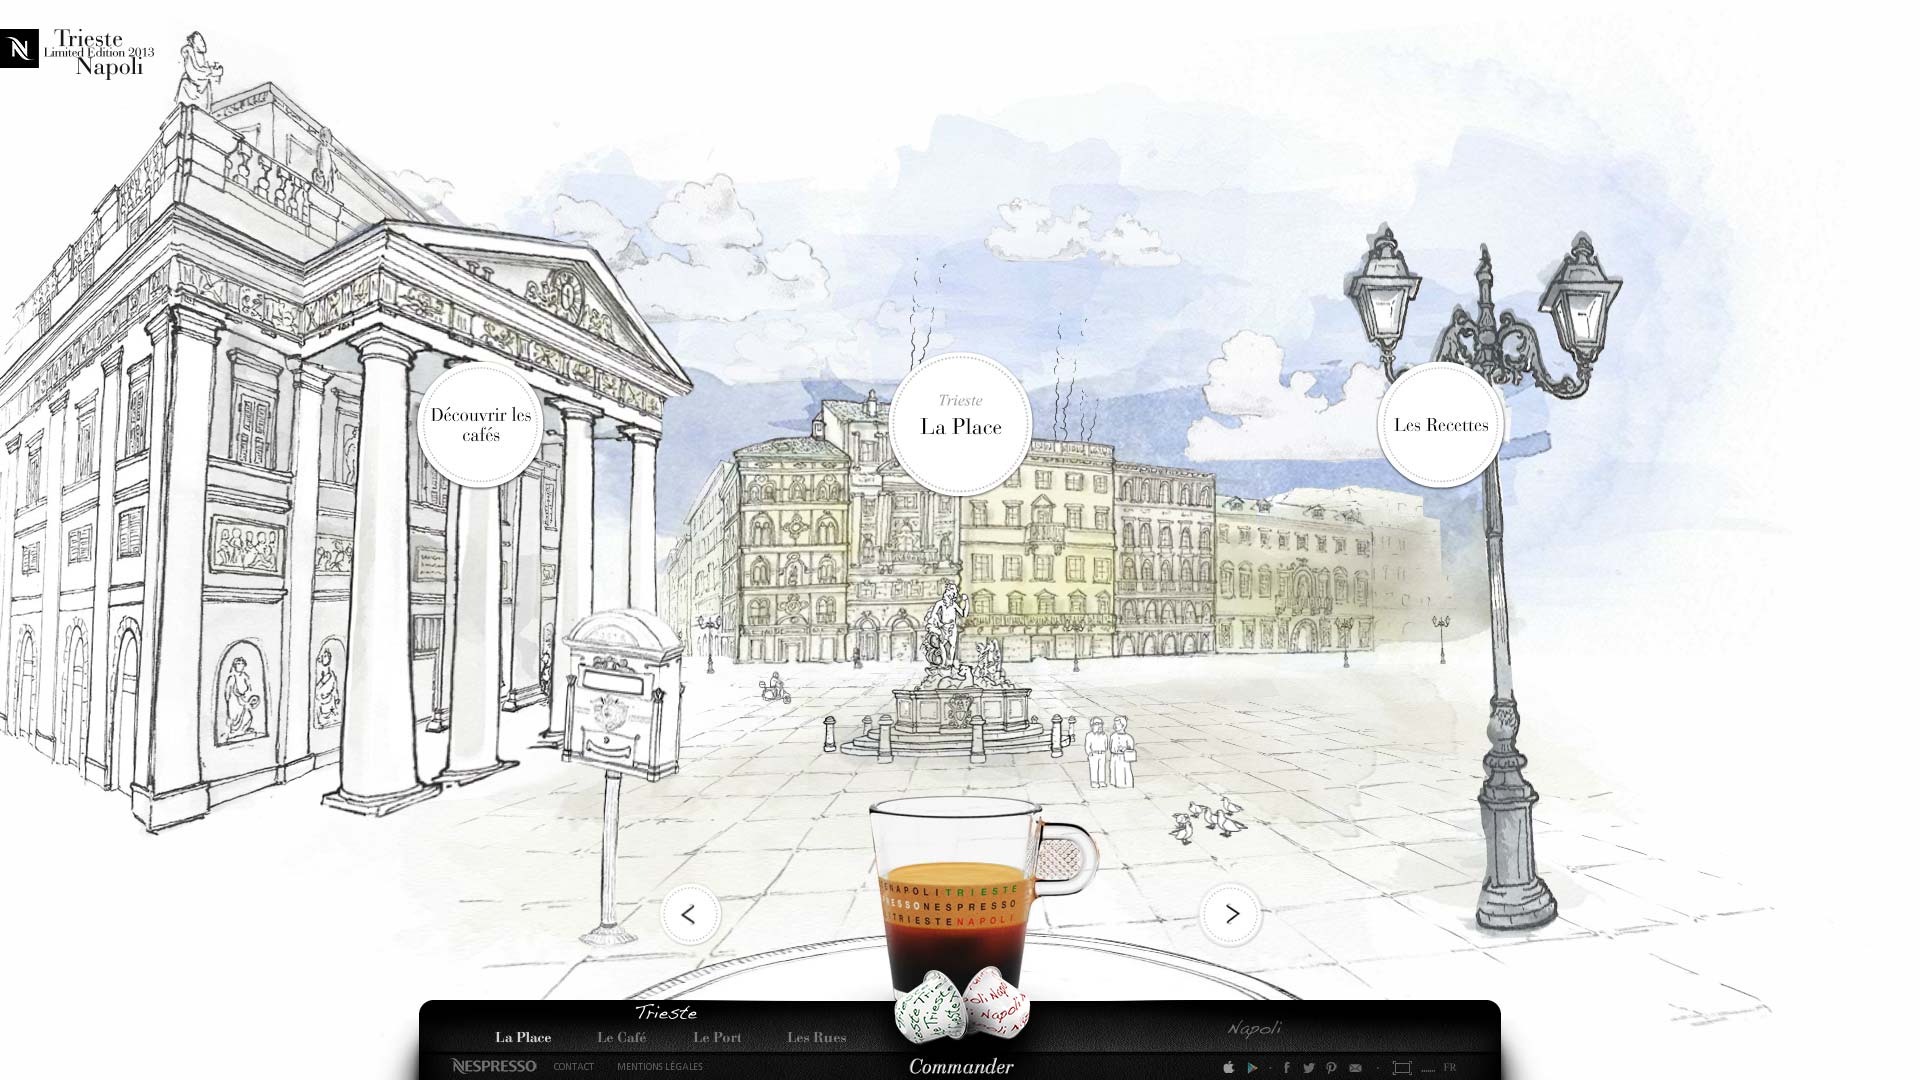 Trieste
Limited Edition 2013
Napoli
Découvrir les
cafés
Trieste
La Place
Les Recettes
NAPOLI TRIESTE
RESSO NESPRESSO
TRIESTE NAPOLI
Trieste
Napoli
La Place
Le Café
Le Port
Les Rues
NESPRESSO
CONTACT
MENTIONS LÉGALES
Commander
FR